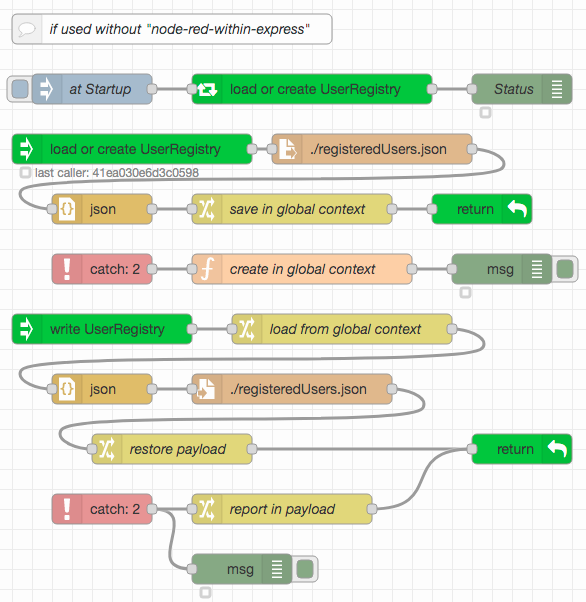 if used without "node-red-within-express"
at Startup
load or create UserRegistry
Status
load or create UserRegistry
./registeredUsers.json
last caller: 41ea030e6d3c0598
json
save in global context
return
catch: 2
create in global context
msg
write UserRegistry
load from global context
json
./registeredUsers.json
restore payload
return
catch: 2
report in payload
msg